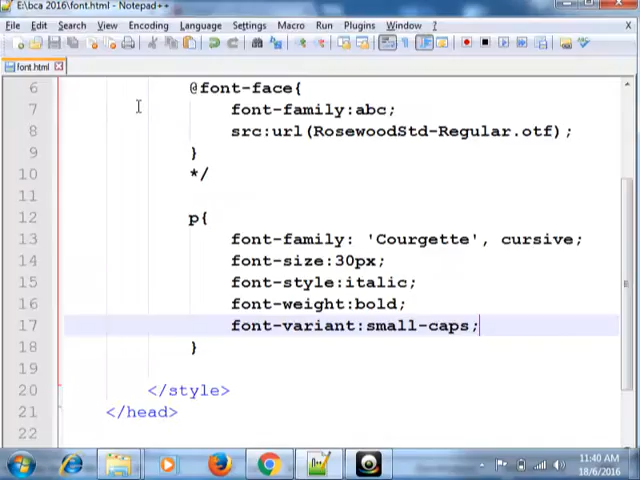 E:\bca 2016\font.html - Notepad++
File Edit Search View Encoding Language Settings Macro Run Plugins Window ? X
font.html
6 @font-face{
7 font-family:abc;
8 src:url(RosewoodStd-Regular.otf);
9 }
10 */
11
12 p{
13 font-family: 'Courgette', cursive;
14 font-size:30px;
15 font-style:italic;
16 font-weight:bold;
17 font-variant:small-caps;
18 }
19
20 </style>
21 </head>
22
11:40 AM
18/6/2016